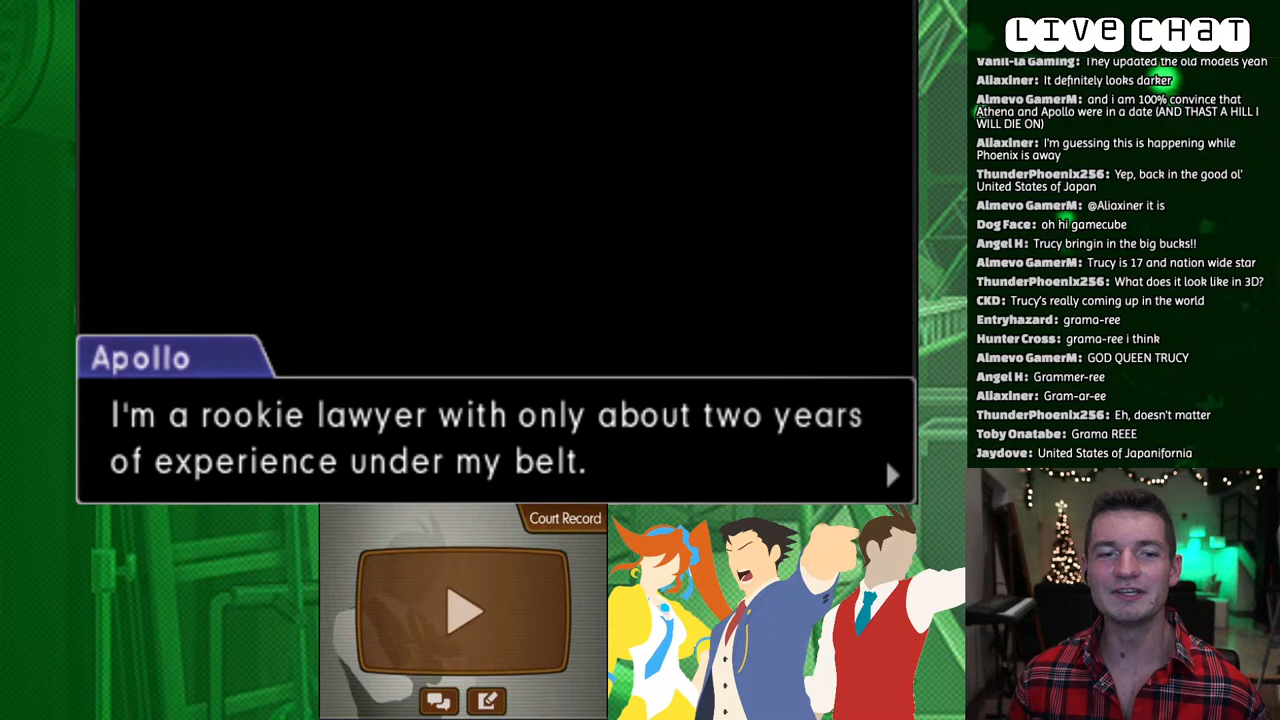 Apollo
I'm a rookie lawyer with only about two years
of experience under my belt.
Court Record
LIVe CHaT
Vanil-la Gaming: They updated the old models yeah
Aliaxiner: It definitely looks darker
Almevo GamerM: and i am 100% convince that
Athena and Apollo were in a date (AND THAST A HILL I
WILL DIE ON)
Aliaxiner: I'm guessing this is happening while
Phoenix is away
ThunderPhoenix256: Yep, back in the good ol'
United States of Japan
Almevo GamerM: @Aliaxiner it is
Dog Face: oh hi gamecube
Angel H: Trucy bringin in the big bucks!!
Almevo GamerM: Trucy is 17 and nation wide star
ThunderPhoenix256: What does it look like in 3D?
CKD: Trucy's really coming up in the world
Entryhazard: grama-ree
Hunter Cross: grama-ree i think
Almevo GamerM: GOD QUEEN TRUCY
Angel H: Grammer-ree
Aliaxiner: Gram-ar-ee
ThunderPhoenix256: Eh, doesn't matter
Toby Onatabe: Grama REEE
Jaydove: United States of Japanifornia